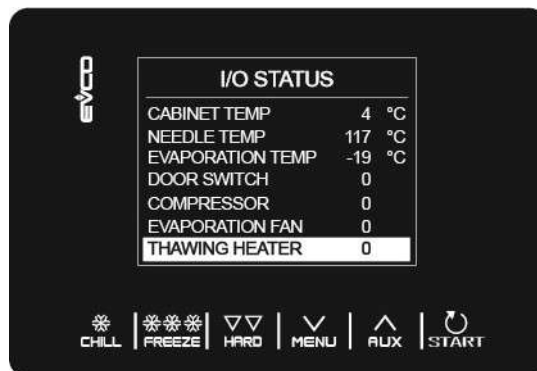 evco
I/O STATUS
CABINET TEMP 4 °C
NEEDLE TEMP 117 °C
EVAPORATION TEMP -19 °C
DOOR SWITCH 0
COMPRESSOR 0
EVAPORATION FAN 0
THAWING HEATER 0
CHILL FREEZE HARD MENU AUX START